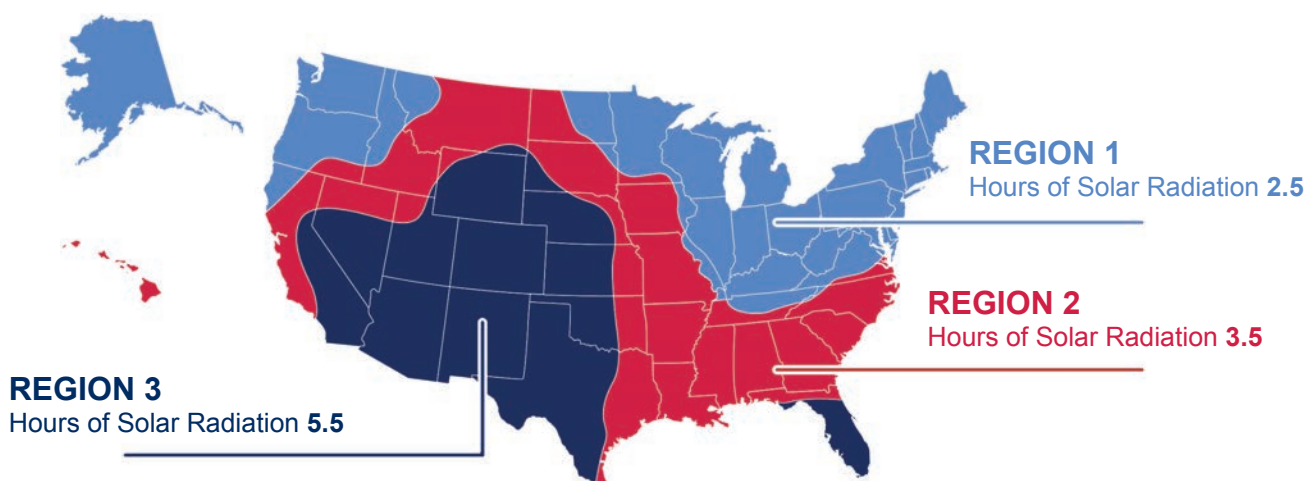 REGION 1
Hours of Solar Radiation 2.5
REGION 2
Hours of Solar Radiation 3.5
REGION 3
Hours of Solar Radiation 5.5